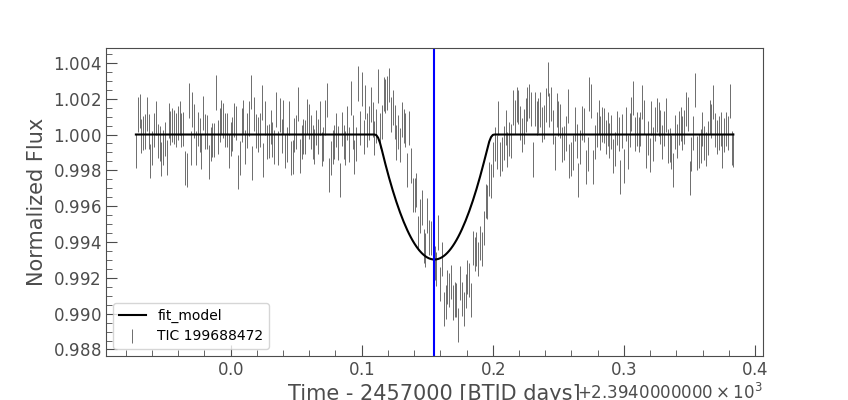 1.004
1.002
1.000
0.998
0.996
0.994
0.992
0.990
0.988
Normalized Flux
fit_model
TIC 199688472
0.0
0.1
0.2
0.3
0.4
Time - 2457000 [BTJD days]
+2.3940000000 × 10³